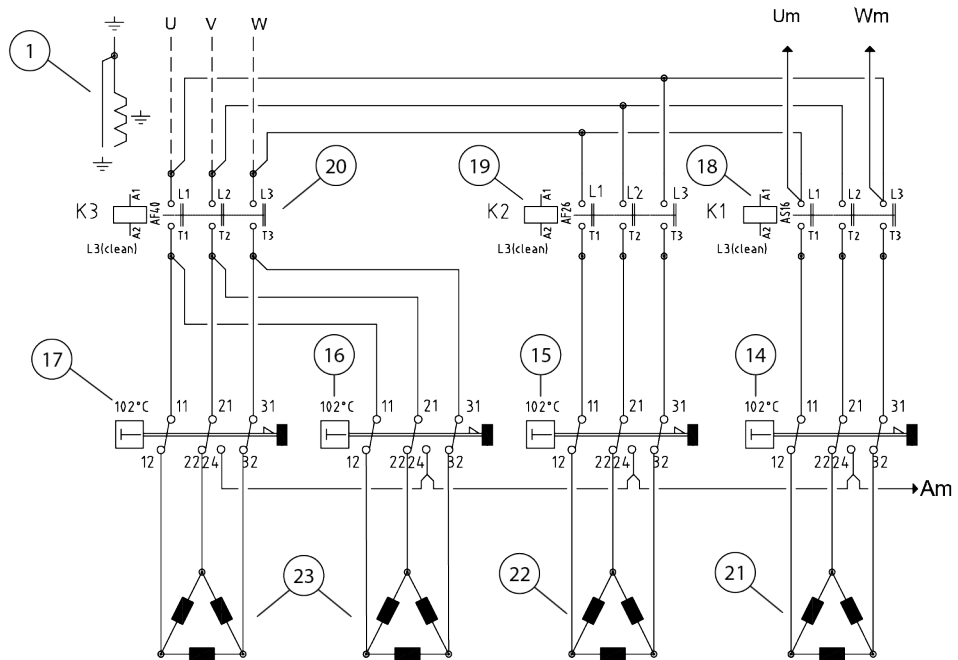 U V W Um Wm
1
20 19 18
A1 L1 L2 L3 A1 L1 L2 L3 A1 L1 L2 L3
K3 AF40 K2 AF26 K1 AS16
A2 T1 T2 T3 A2 T1 T2 T3 A2 T1 T2 T3
L3(clean) L3(clean) L3(clean)
17 16 15 14
102°C 11 21 31 102°C 11 21 31 102°C 11 21 31 102°C 11 21 31
12 22 24 32 12 22 24 32 12 22 24 32 12 22 24 32
Am
23 22 21